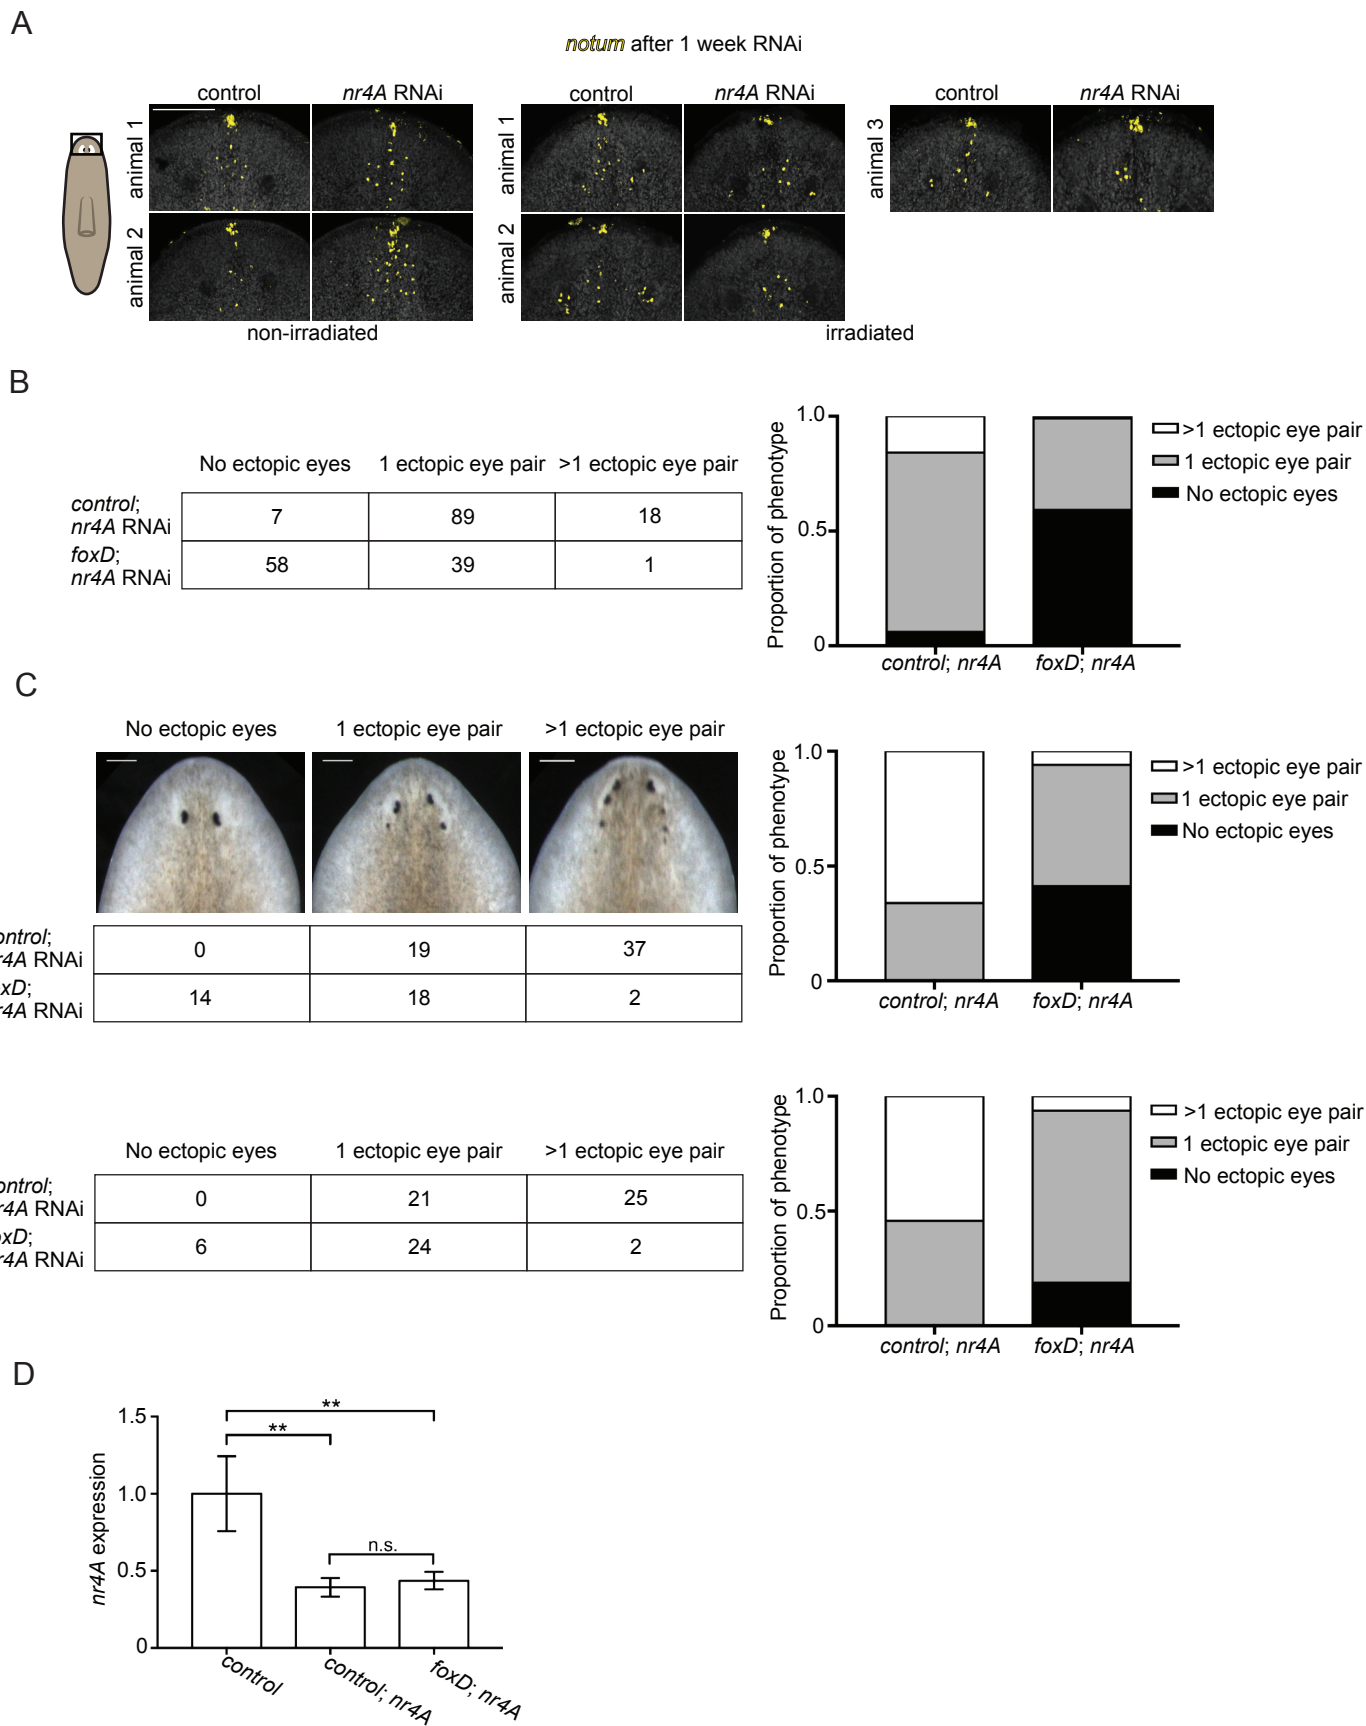 A
notum after 1 week RNAi
control nr4A RNAi control nr4A RNAi control nr4A RNAi
animal 1 animal 1 animal 3
animal 2 animal 2
non-irradiated irradiated
B
No ectopic eyes 1 ectopic eye pair >1 ectopic eye pair
control;
nr4A RNAi 7 89 18
foxD;
nr4A RNAi 58 39 1
Proportion of phenotype
1.0
0.5
0
control; nr4A foxD; nr4A
>1 ectopic eye pair
1 ectopic eye pair
No ectopic eyes
C
No ectopic eyes 1 ectopic eye pair >1 ectopic eye pair
ontrol;
r4A RNAi 0 19 37
oxD;
r4A RNAi 14 18 2
Proportion of phenotype
1.0
0.5
0
control; nr4A foxD; nr4A
>1 ectopic eye pair
1 ectopic eye pair
No ectopic eyes
No ectopic eyes 1 ectopic eye pair >1 ectopic eye pair
ontrol;
r4A RNAi 0 21 25
oxD;
r4A RNAi 6 24 2
Proportion of phenotype
1.0
0.5
0
control; nr4A foxD; nr4A
>1 ectopic eye pair
1 ectopic eye pair
No ectopic eyes
D
nr4A expression
1.5
1.0
0.5
0
**
**
n.s.
control
control; nr4A
foxD; nr4A